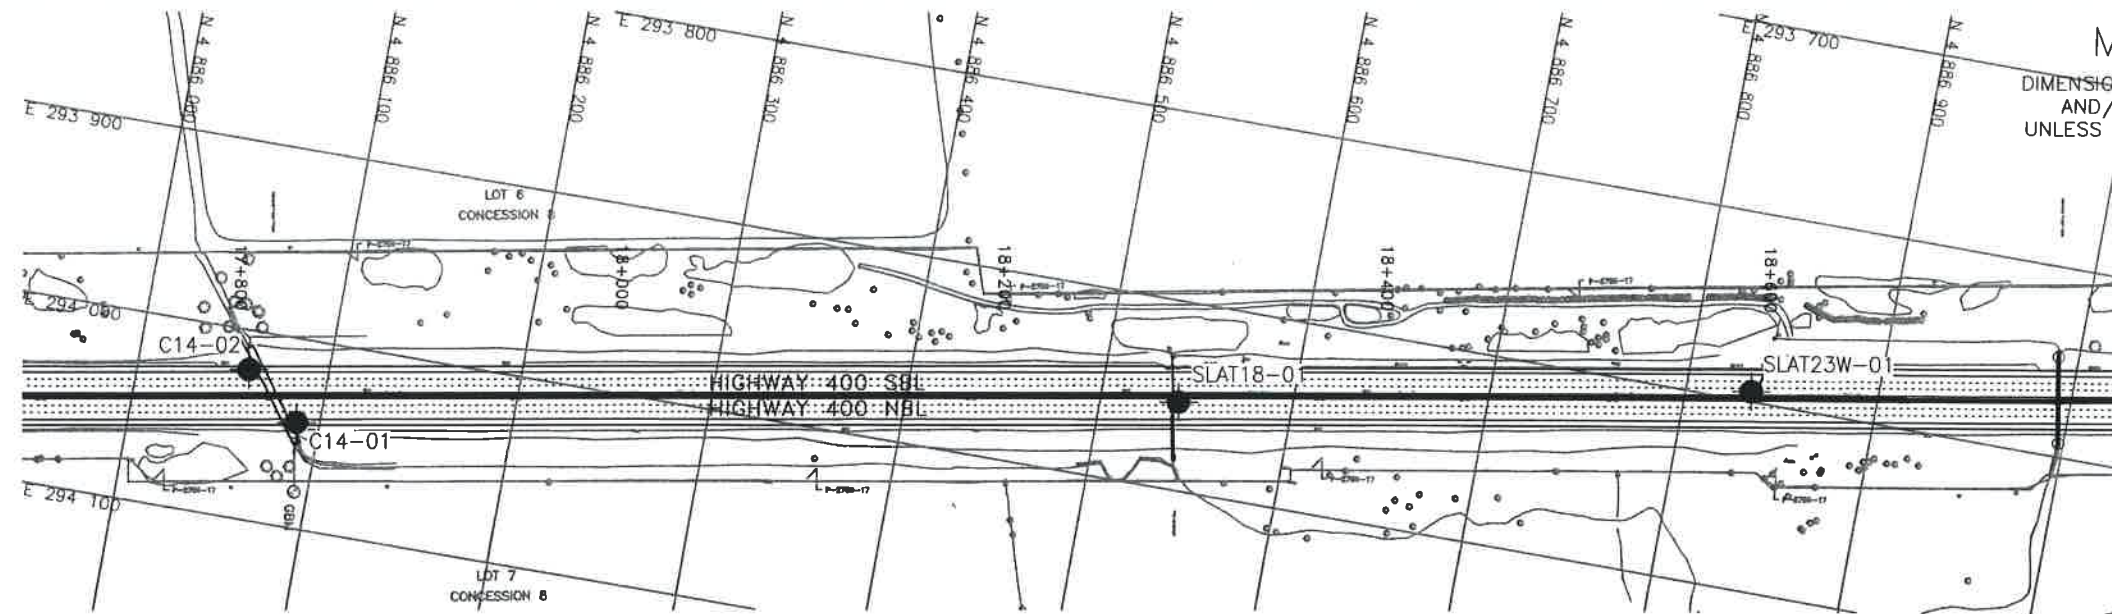 N 4 886 000
N 4 886 100
N 4 886 200
N 4 886 300
N 4 886 400
N 4 886 500
N 4 886 600
N 4 886 700
N 4 886 800
N 4 886 900
E 293 800
E 293 700
M
DIMENSIO
AND/
UNLESS
E 293 900
LOT 6
CONCESSION 8
17+800
P-2701-17
18+000
18+200
18+400
18+600
E 294 000
C14-02
HIGHWAY 400 SBL
HIGHWAY 400 NBL
SLAT18-01
SLAT23W-01
C14-01
E 294 100
GBM
LOT 7
CONCESSION 8